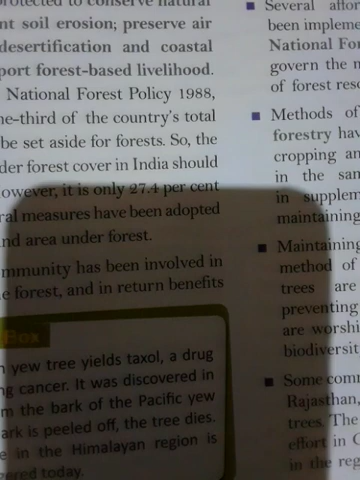 protected to conserve natural
nt soil erosion; preserve air
desertification and coastal
port forest-based livelihood.
National Forest Policy 1988,
ne-third of the country's total
be set aside for forests. So, the
der forest cover in India should
owever, it is only 27.4 per cent
ral measures have been adopted
nd area under forest.
mmunity has been involved in
e forest, and in return benefits
Box
n yew tree yields taxol, a drug
ng cancer. It was discovered in
m the bark of the Pacific yew
ark is peeled off, the tree dies.
e in the Himalayan region is
gered today.
■ Several affor
been impleme
National For
govern the m
of forest reso
■ Methods of
forestry hav
cropping an
in the sam
in supplem
maintaining
■ Maintaining
method of
trees are
preventing
are worshi
biodiversit
■ Some comm
Rajasthan,
trees. The
effort in C
in the reg